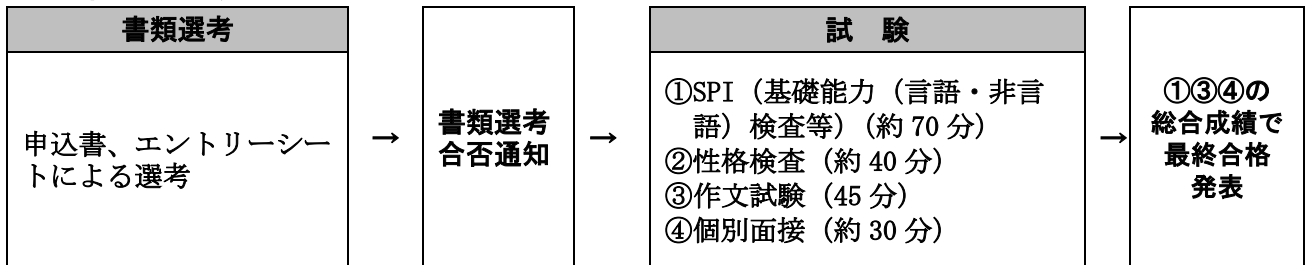 書類選考
申込書、エントリーシー
トによる選考
→
書類選考
合否通知
→
試　験
①SPI（基礎能力（言語・非言
語）検査等）（約 70 分）
②性格検査（約 40 分）
③作文試験（45 分）
④個別面接（約 30 分）
→
①③④の
総合成績で
最終合格
発表